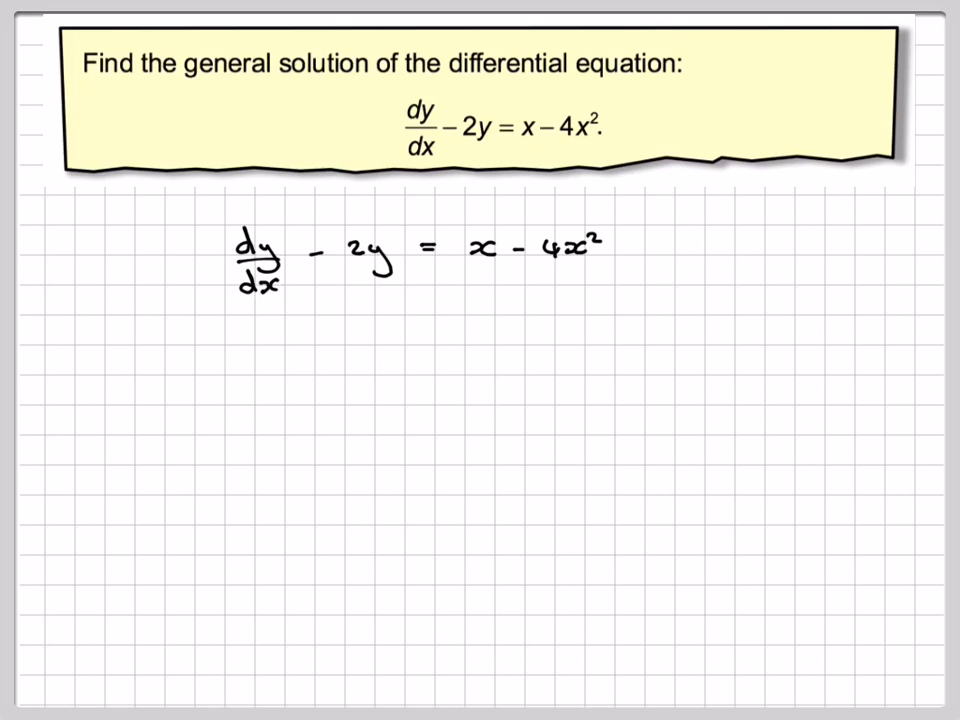 Find the general solution of the differential equation:
dy/dx − 2y = x − 4x².
dy/dx - 2y = x - 4x²